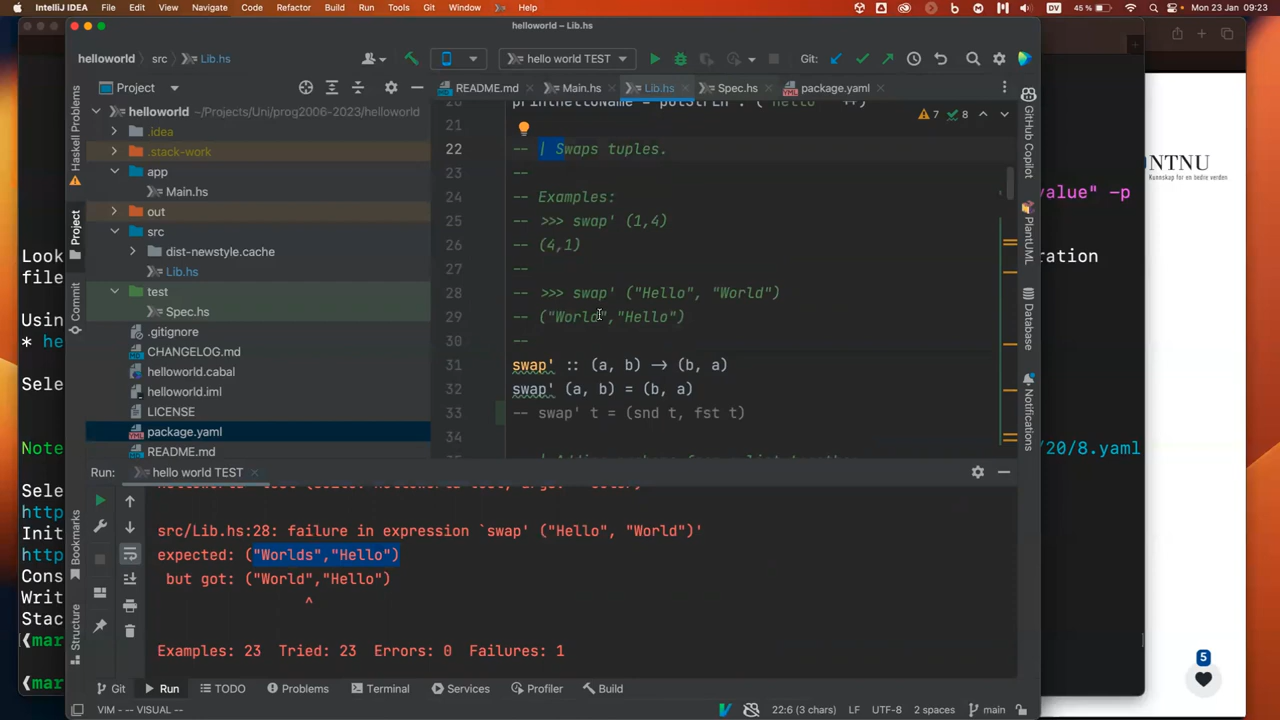 IntelliJ IDEA File Edit View Navigate Code Refactor Build Run Tools Git Window Help DV 45 % Mon 23 Jan 09:23
helloworld – Lib.hs
helloworld src Lib.hs hello world TEST Git:
Project README.md Main.hs Lib.hs Spec.hs package.yaml
helloworld ~/Projects/Uni/prog2006-2023/helloworld
.idea
.stack-work
app
Main.hs
out
src
dist-newstyle.cache
Lib.hs
test
Spec.hs
.gitignore
CHANGELOG.md
helloworld.cabal
helloworld.iml
LICENSE
package.yaml
README.md
7 8
21
22 -- | Swaps tuples.
23 --
24 -- Examples:
25 -- >>> swap' (1,4)
26 -- (4,1)
27 --
28 -- >>> swap' ("Hello", "World")
29 -- ("World","Hello")
30 --
31 swap' :: (a, b) -> (b, a)
32 swap' (a, b) = (b, a)
33 -- swap' t = (snd t, fst t)
34
Haskell Problems
Project
Commit
Bookmarks
Structure
GitHub Copilot
PlantUML
Database
Notifications
Run: hello world TEST
src/Lib.hs:28: failure in expression `swap' ("Hello", "World")'
expected: ("Worlds","Hello")
but got: ("World","Hello")
^
Examples: 23 Tried: 23 Errors: 0 Failures: 1
Git Run TODO Problems Terminal Services Profiler Build
VIM -- VISUAL -- 22:6 (3 chars) LF UTF-8 2 spaces main
Look
file
Usin
* he
Sele
Note
Sele
http
Init
http
Cons
Writ
Stac
(mar
(mar
value" -p
ration
/20/8.yaml
NTNU
Kunnskap for en bedre verden
5